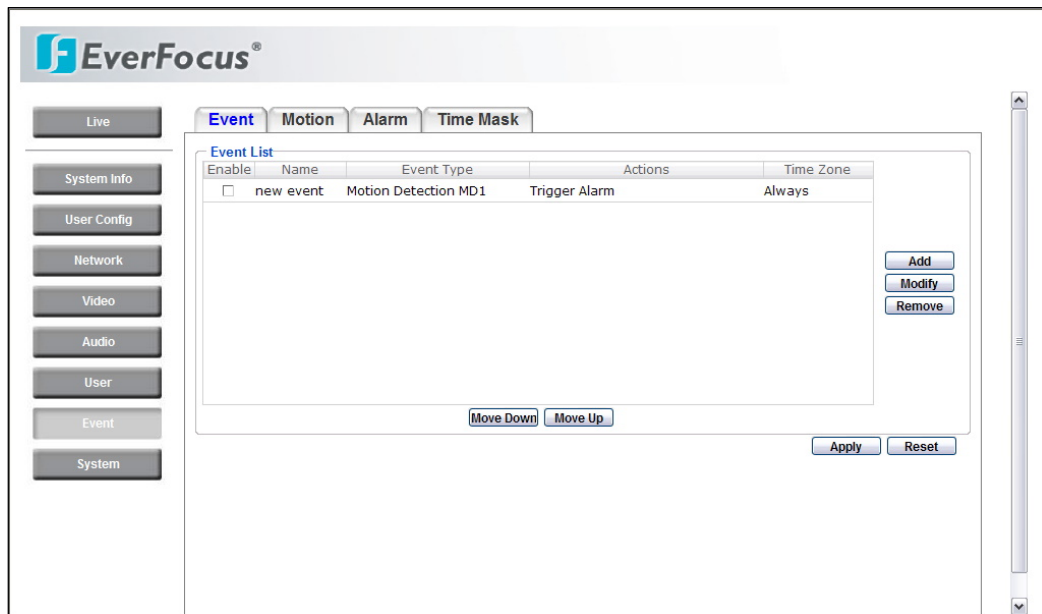 EverFocus®
Live
System Info
User Config
Network
Video
Audio
User
Event
System
Event Motion Alarm Time Mask
Event List
Enable Name Event Type Actions Time Zone
new event Motion Detection MD1 Trigger Alarm Always
Add
Modify
Remove
Move Down Move Up
Apply Reset